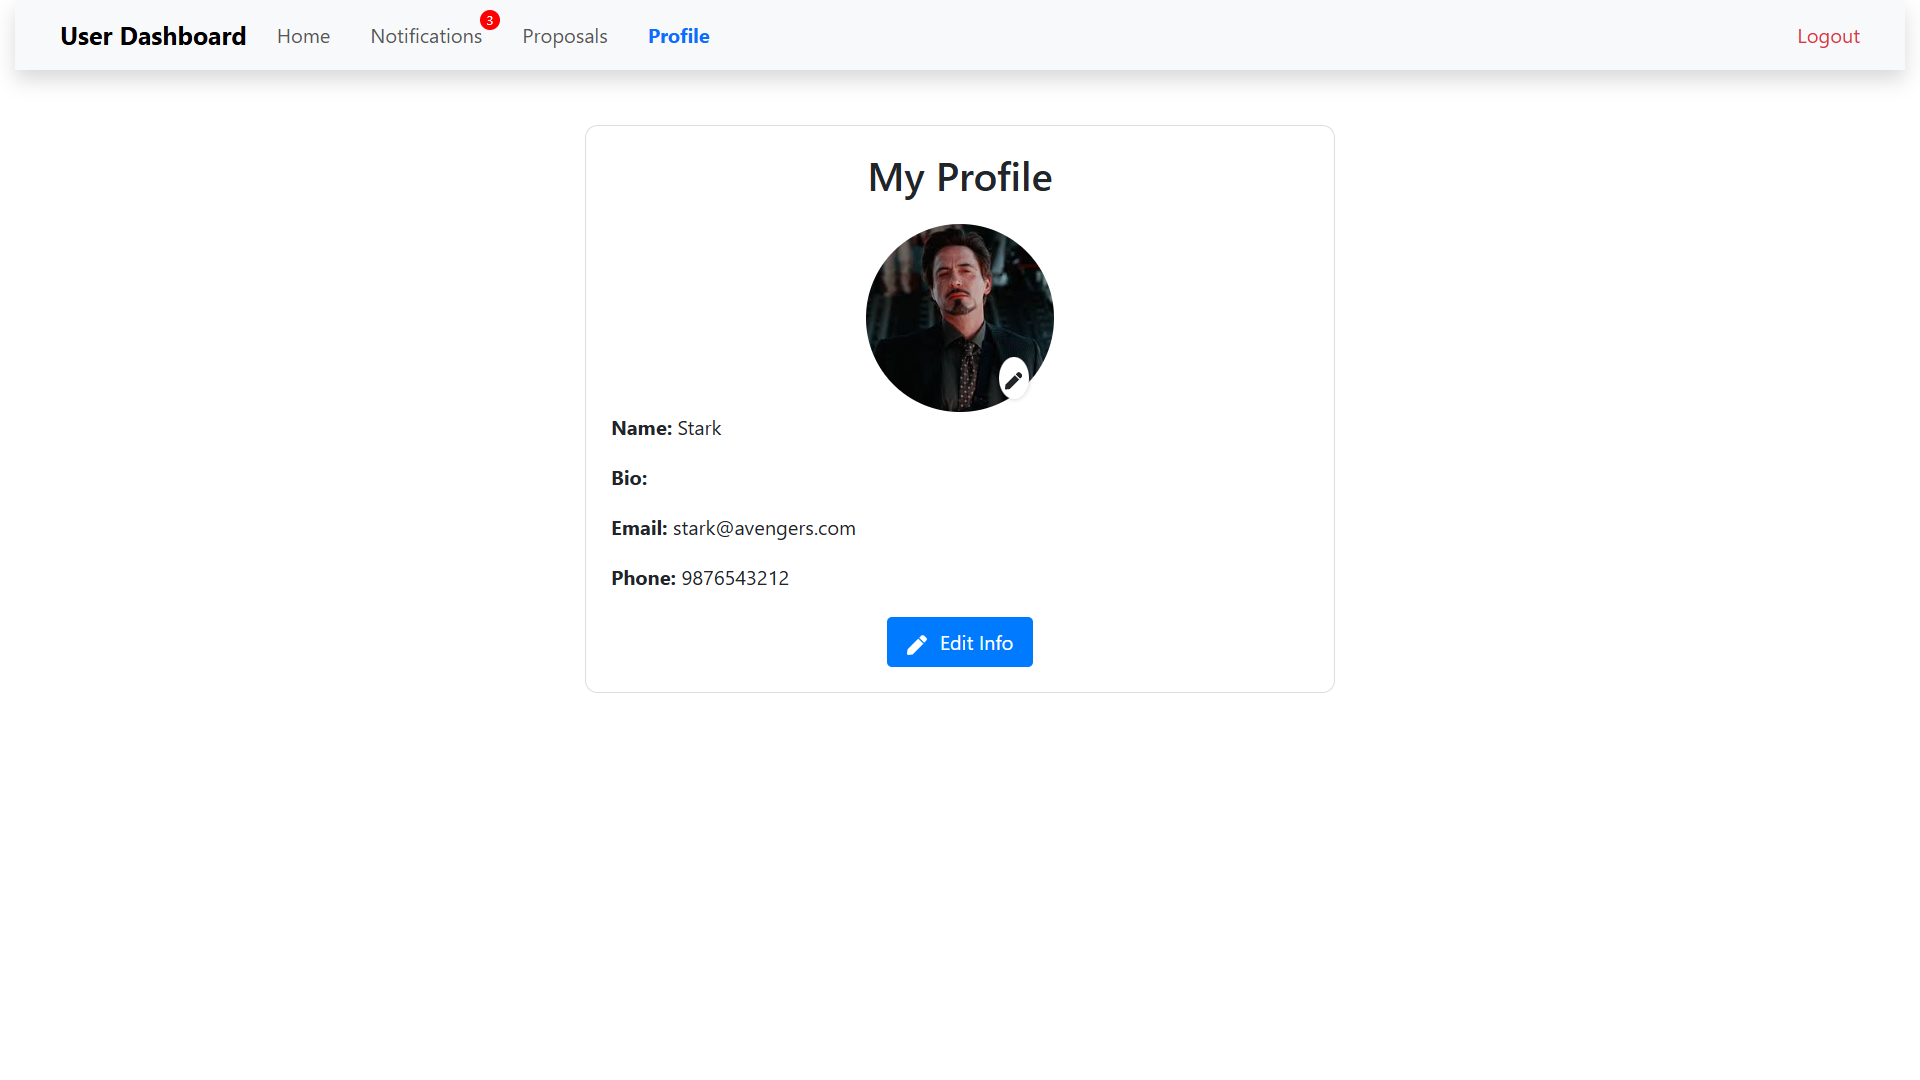 User Dashboard Home Notifications 3 Proposals Profile Logout
My Profile
Name: Stark
Bio:
Email: stark@avengers.com
Phone: 9876543212
Edit Info